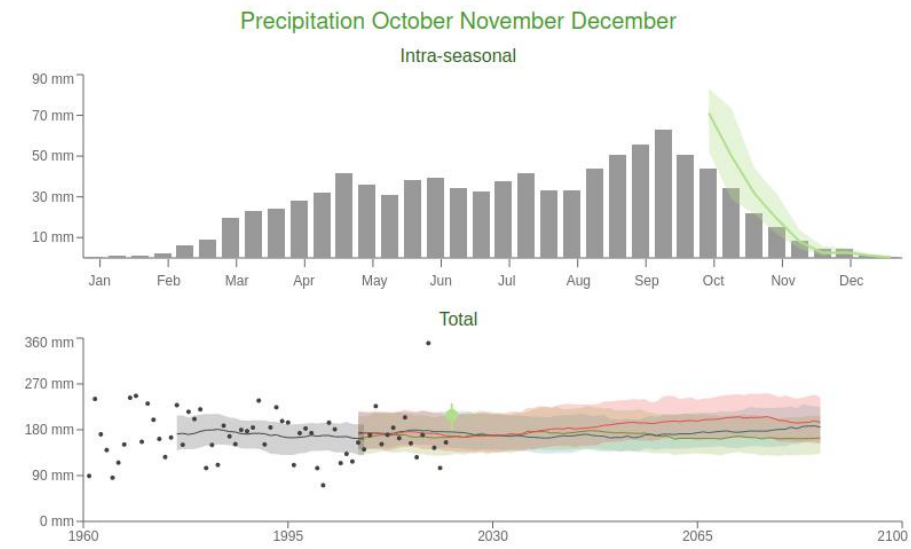 Precipitation October November December
Intra-seasonal
90 mm
70 mm
50 mm
30 mm
10 mm
Jan Feb Mar Apr May Jun Jul Aug Sep Oct Nov Dec
Total
360 mm
270 mm
180 mm
90 mm
0 mm
1960 1995 2030 2065 2100